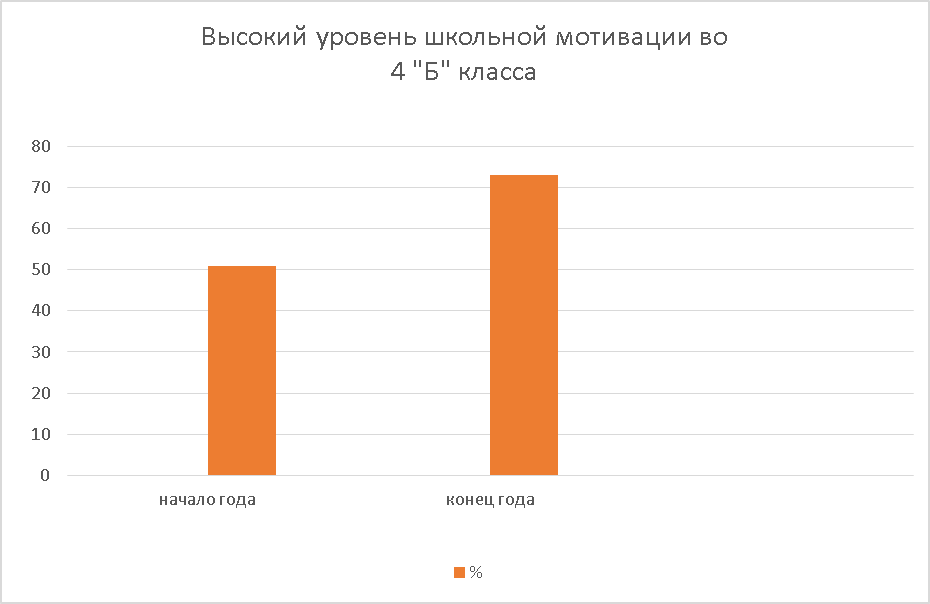 Высокий уровень школьной мотивации во
4 "Б" класса
80
70
60
50
40
30
20
10
0
начало года
конец года
%